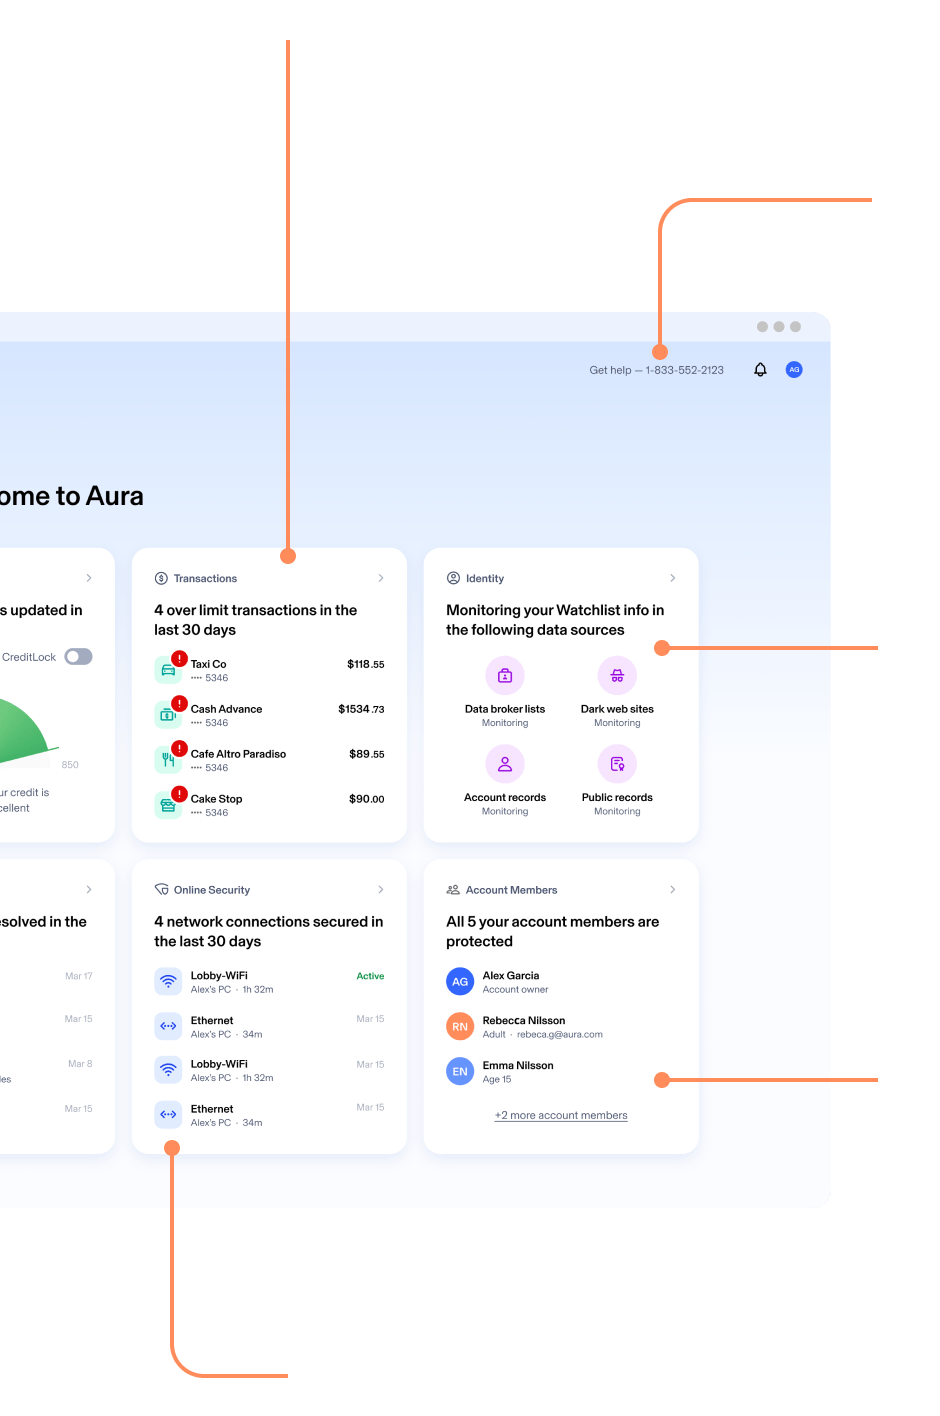 Get help — 1-833-552-2123
AG
ome to Aura
s updated in
CreditLock
850
ur credit is
cellent
Transactions
4 over limit transactions in the
last 30 days
Taxi Co
$118.55
•••• 5346
Cash Advance
$1534.73
•••• 5346
Cafe Altro Paradiso
$89.55
•••• 5346
Cake Stop
$90.00
•••• 5346
Identity
Monitoring your Watchlist info in
the following data sources
Data broker lists
Monitoring
Dark web sites
Monitoring
Account records
Monitoring
Public records
Monitoring
esolved in the
Mar 17
Mar 15
Mar 8
les
Mar 15
Online Security
4 network connections secured in
the last 30 days
Lobby-WiFi
Active
Alex's PC · 1h 32m
Ethernet
Mar 15
Alex's PC · 34m
Lobby-WiFi
Mar 15
Alex's PC · 1h 32m
Ethernet
Mar 15
Alex's PC · 34m
Account Members
All 5 your account members are
protected
AG
Alex Garcia
Account owner
RN
Rebecca Nilsson
Adult · rebeca.g@aura.com
EN
Emma Nilsson
Age 15
+2 more account members